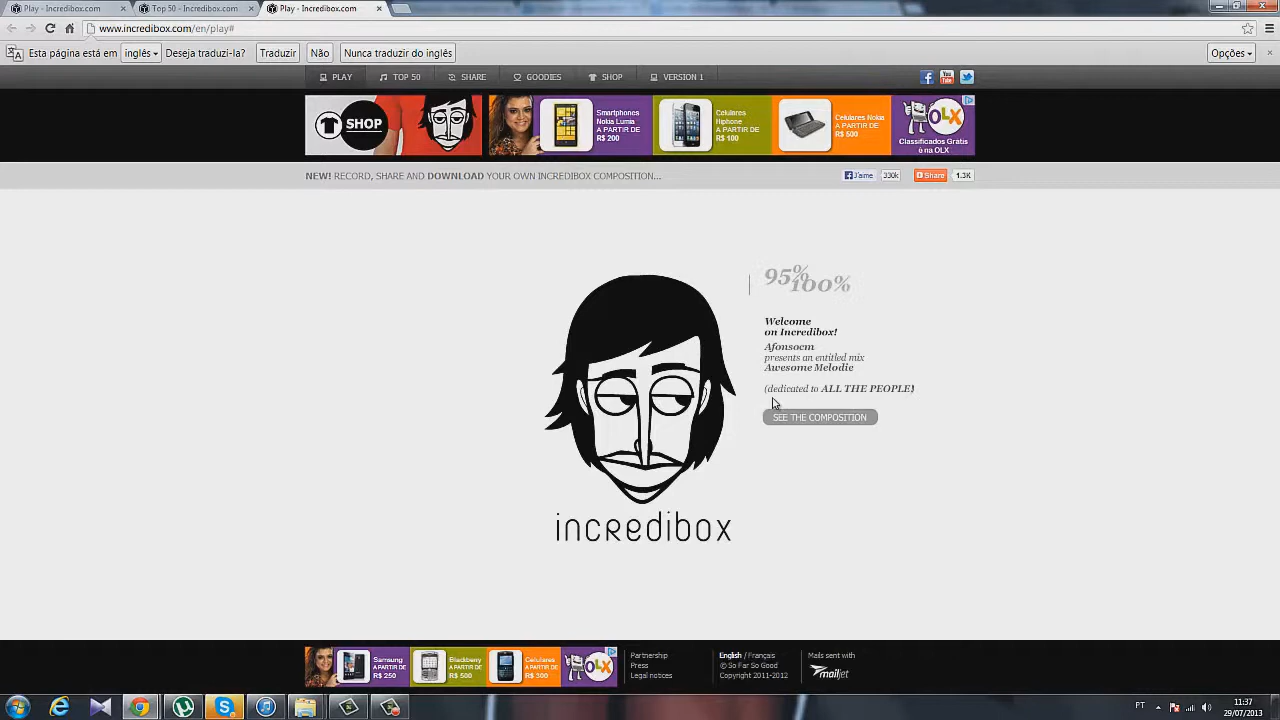 Play - Incredibox.com
Top 50 - Incredibox.com
Play - Incredibox.com
www.incredibox.com/en/play#
Esta página está em inglês Deseja traduzi-la? Traduzir Não Nunca traduzir do inglês Opções
PLAY TOP 50 SHARE GOODIES SHOP VERSION 1
SHOP
Smartphones
Nokia Lumia
A PARTIR DE
R$ 200
Celulares
Hiphone
A PARTIR DE
R$ 100
Celulares Nokia
A PARTIR DE
R$ 500
OLX
Classificados Grátis
é na OLX
NEW! RECORD, SHARE AND DOWNLOAD YOUR OWN INCREDIBOX COMPOSITION...
J'aime 330k Share 1.3K
95%
100%
Welcome
on Incredibox!
Afonsocm
presents an entitled mix
Awesome Melodie
(dedicated to ALL THE PEOPLE)
SEE THE COMPOSITION
incredibox
Samsung
A PARTIR DE
R$ 250
Blackberry
A PARTIR DE
R$ 500
Celulares
A PARTIR DE
R$ 300
OLX
Partnership
Press
Legal notices
English / Français
© So Far So Good
Copyright 2011-2012
Mails sent with
mailjet
PT
11:37
29/07/2013